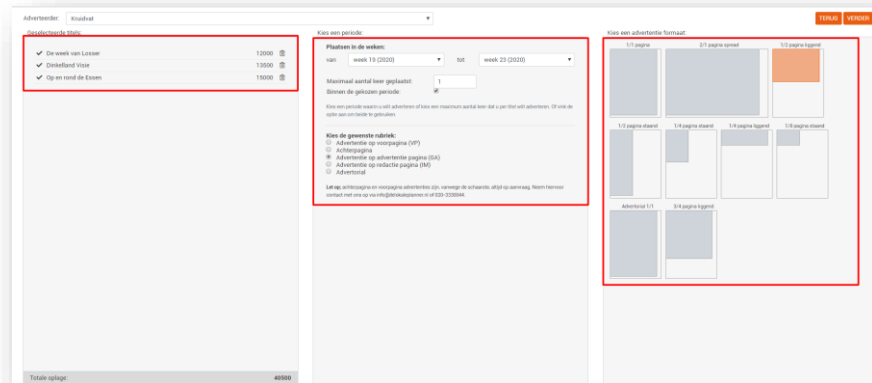 Adverteerder: Kruidvat
TERUG VERDER
Geselecteerde titels:
De week van Losser 12000
Dinkelland Visie 13500
Op en rond de Essen 15000
Totale oplage: 40500
Kies een periode:
Plaatsen in de weken:
van week 19 (2020) tot week 23 (2020)
Maximaal aantal keer geplaatst: 1
Binnen de gekozen periode:
Kies een periode waarin u wilt adverteren of kies een maximum aantal keer dat u per titel wilt adverteren. Of vink de
optie aan om beide te gebruiken.
Kies de gewenste rubriek:
Advertentie op voorpagina (VP)
Achterpagina
Advertentie op advertentie pagina (DA)
Advertentie op redactie pagina (IM)
Advertorial
Let op: achterpagina en voorpagina advertenties zijn, vanwege de schaarste, altijd op aanvraag. Neem hiervoor
contact met ons op via
Kies een advertentie formaat
1/1 pagina 2/1 pagina spread 1/2 pagina liggend
1/2 pagina staand 1/4 pagina staand 1/4 pagina liggend 1/8 pagina staand
Advertorial 1/1 3/4 pagina liggend